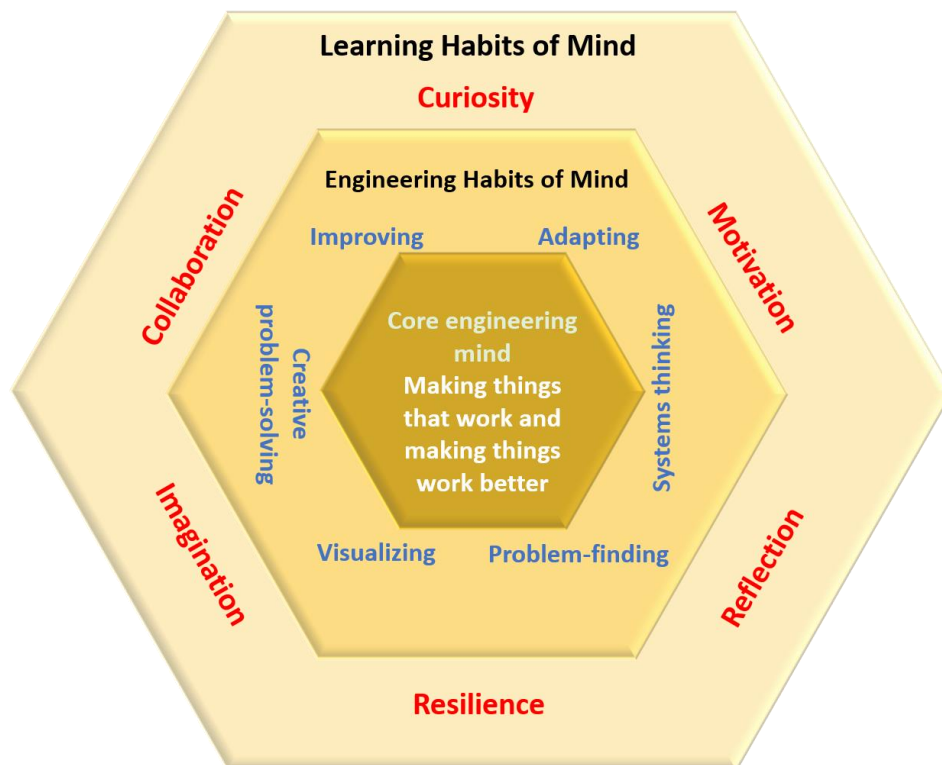 Learning Habits of Mind
Curiosity
Engineering Habits of Mind
Improving
Adapting
Collaboration
Motivation
Creative
problem-solving
Core engineering
mind
Making things
that work and
making things
work better
Systems thinking
Imagination
Visualizing
Problem-finding
Reflection
Resilience